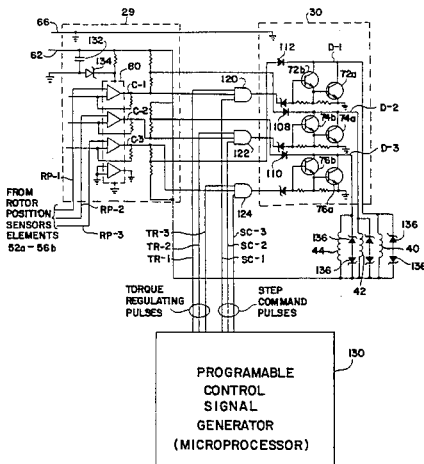 29
30
66
62
132
134
60
C-1
C-2
C-3
RP-1
FROM
ROTOR
POSITION
SENSORS
ELEMENTS
52a-56b
RP-2
RP-3
112
D-1
120
72b
72a
D-2
108
74b
74a
D-3
122
110
76b
76a
124
TR-3
TR-2
TR-1
SC-3
SC-2
SC-1
136
44
40
136
136
42
136
TORQUE
REGULATING
PULSES
STEP
COMMAND
PULSES
130
PROGRAMABLE
CONTROL
SIGNAL
GENERATOR
(MICROPROCESSOR)